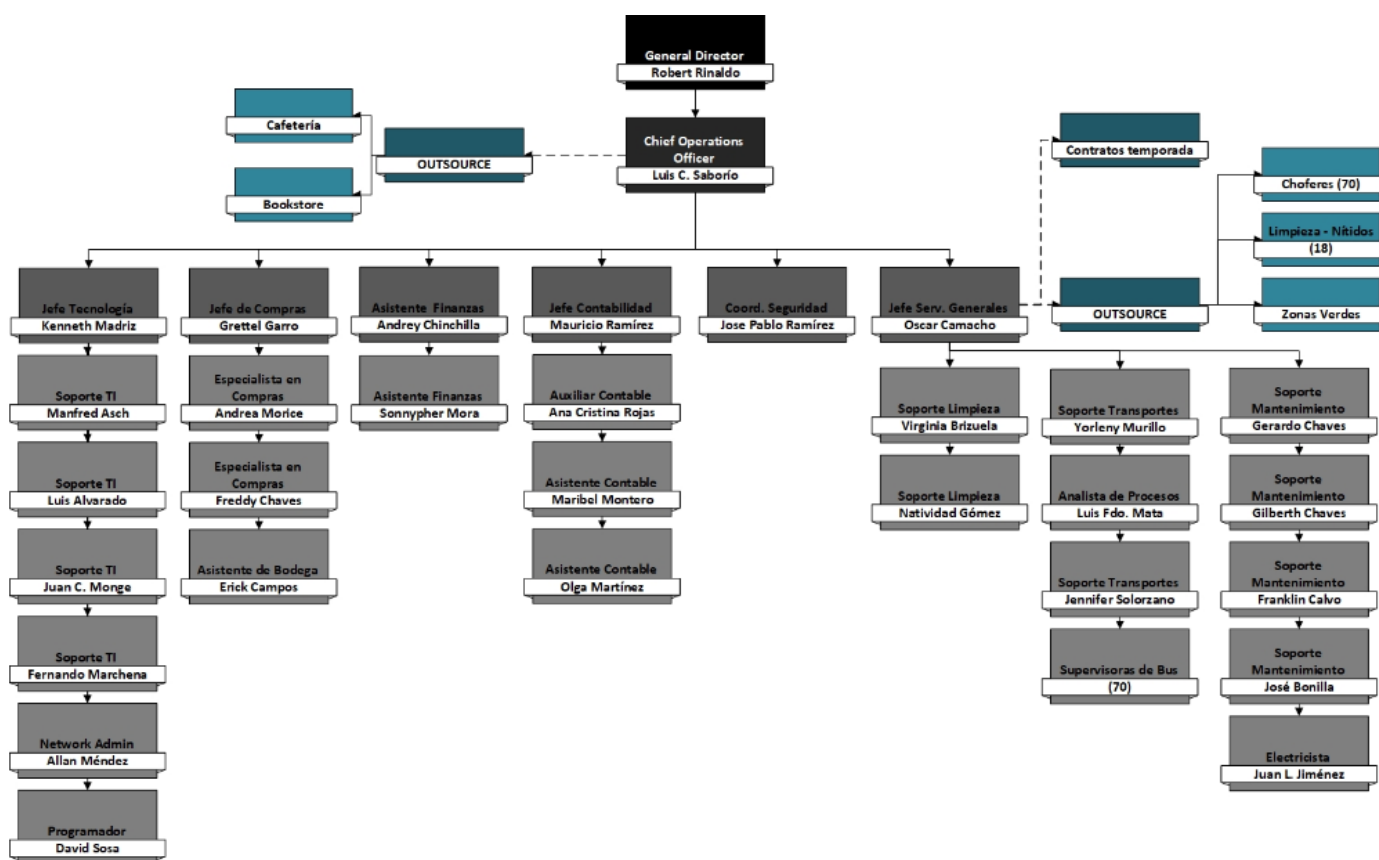 General Director
Robert Rinaldo
Cafetería
Chief Operations
Officer
Luis C. Saborío
OUTSOURCE
Bookstore
Contratos temporada
Choferes (70)
Limpieza - Nítidos
(18)
OUTSOURCE
Zonas Verdes
Jefe Tecnología
Kenneth Madriz
Jefe de Compras
Grettel Garro
Asistente Finanzas
Andrey Chinchilla
Jefe Contabilidad
Mauricio Ramírez
Coord. Seguridad
Jose Pablo Ramírez
Jefe Serv. Generales
Oscar Camacho
Soporte TI
Manfred Asch
Especialista en
Compras
Andrea Morice
Asistente Finanzas
Sonnypher Mora
Auxiliar Contable
Ana Cristina Rojas
Soporte Limpieza
Virginia Brizuela
Soporte Transportes
Yorleny Murillo
Soporte
Mantenimiento
Gerardo Chaves
Soporte TI
Luis Alvarado
Especialista en
Compras
Freddy Chaves
Asistente Contable
Maribel Montero
Soporte Limpieza
Natividad Gómez
Analista de Procesos
Luis Fdo. Mata
Soporte
Mantenimiento
Gilberth Chaves
Soporte TI
Juan C. Monge
Asistente de Bodega
Erick Campos
Asistente Contable
Olga Martínez
Soporte Transportes
Jennifer Solorzano
Soporte
Mantenimiento
Franklin Calvo
Soporte TI
Fernando Marchena
Supervisoras de Bus
(70)
Soporte
Mantenimiento
José Bonilla
Network Admin
Allan Méndez
Electricista
Juan L. Jiménez
Programador
David Sosa